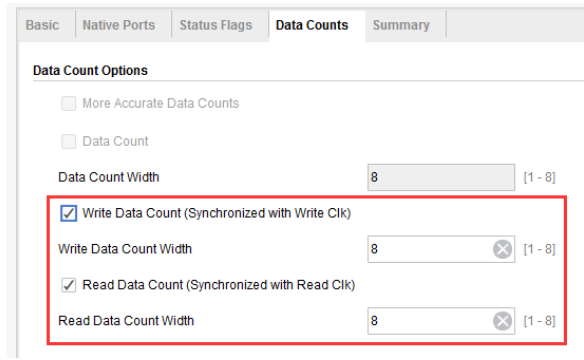 Basic Native Ports Status Flags Data Counts Summary
Data Count Options
More Accurate Data Counts
Data Count
Data Count Width 8 [1 - 8]
Write Data Count (Synchronized with Write Clk)
Write Data Count Width 8 [1 - 8]
Read Data Count (Synchronized with Read Clk)
Read Data Count Width 8 [1 - 8]